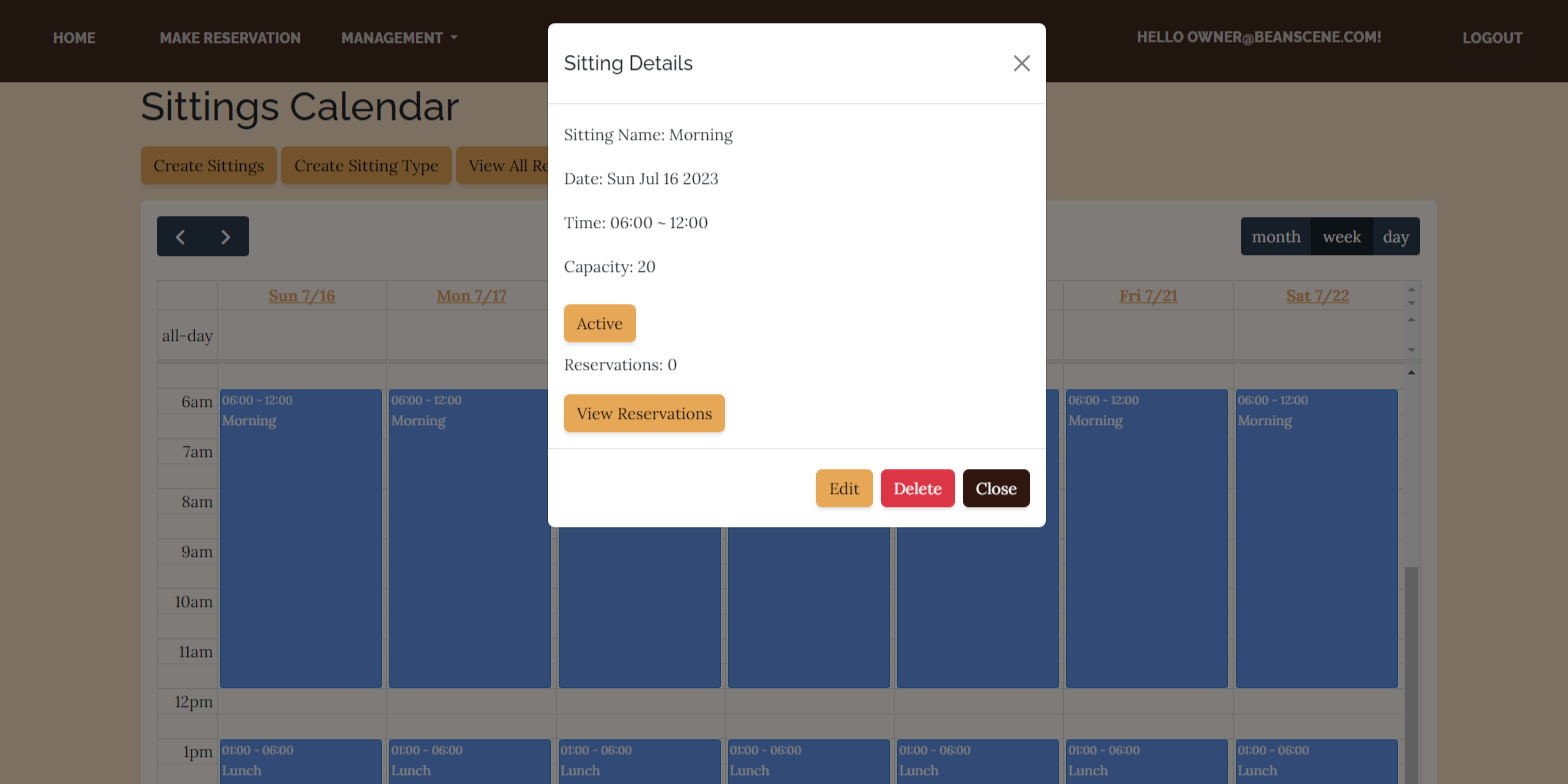 HOME
MAKE RESERVATION
MANAGEMENT
HELLO OWNER@BEANSCENE.COM!
LOGOUT
Sittings Calendar
Create Sittings
Create Sitting Type
View All Re
Sitting Details
Sitting Name: Morning
Date: Sun Jul 16 2023
Time: 06:00 ~ 12:00
Capacity: 20
Active
Reservations: 0
View Reservations
Edit
Delete
Close
month
week
day
Sun 7/16
Mon 7/17
Fri 7/21
Sat 7/22
all-day
6am
7am
8am
9am
10am
11am
12pm
1pm
06:00 - 12:00
Morning
06:00 - 12:00
Morning
06:00 - 12:00
Morning
06:00 - 12:00
Morning
01:00 - 06:00
Lunch
01:00 - 06:00
Lunch
01:00 - 06:00
Lunch
01:00 - 06:00
Lunch
01:00 - 06:00
Lunch
01:00 - 06:00
Lunch
01:00 - 06:00
Lunch